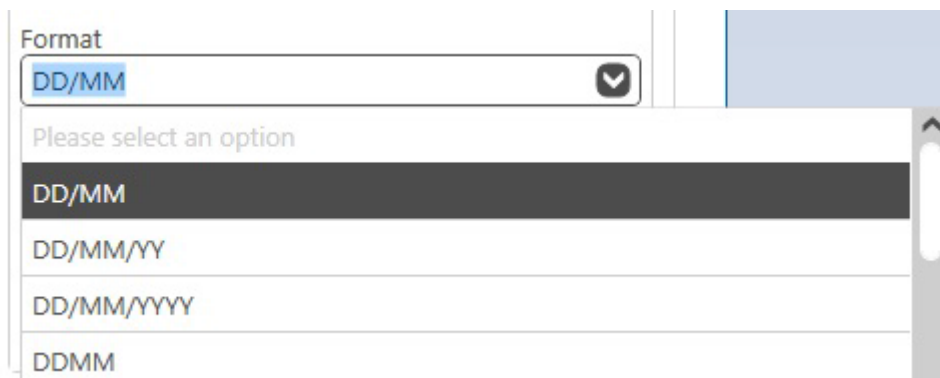 Format
DD/MM
Please select an option
DD/MM
DD/MM/YY
DD/MM/YYYY
DDMM